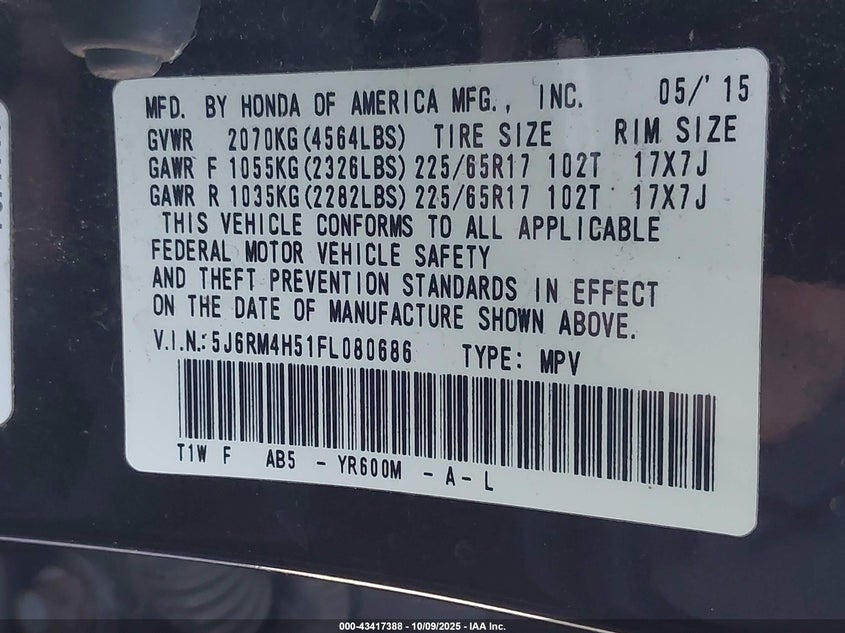 MFD. BY HONDA OF AMERICA MFG., INC. 05/'15
GVWR 2070KG(4564LBS) TIRE SIZE RIM SIZE
GAWR F 1055KG(2326LBS) 225/65R17 102T 17X7J
GAWR R 1035KG(2282LBS) 225/65R17 102T 17X7J
THIS VEHICLE CONFORMS TO ALL APPLICABLE
FEDERAL MOTOR VEHICLE SAFETY
AND THEFT PREVENTION STANDARDS IN EFFECT
ON THE DATE OF MANUFACTURE SHOWN ABOVE.
V.I.N.:5J6RM4H51FL080686 TYPE: MPV
T1W F AB5 - YR600M - A - L
000-43417388 - 10/09/2025 - IAA Inc.